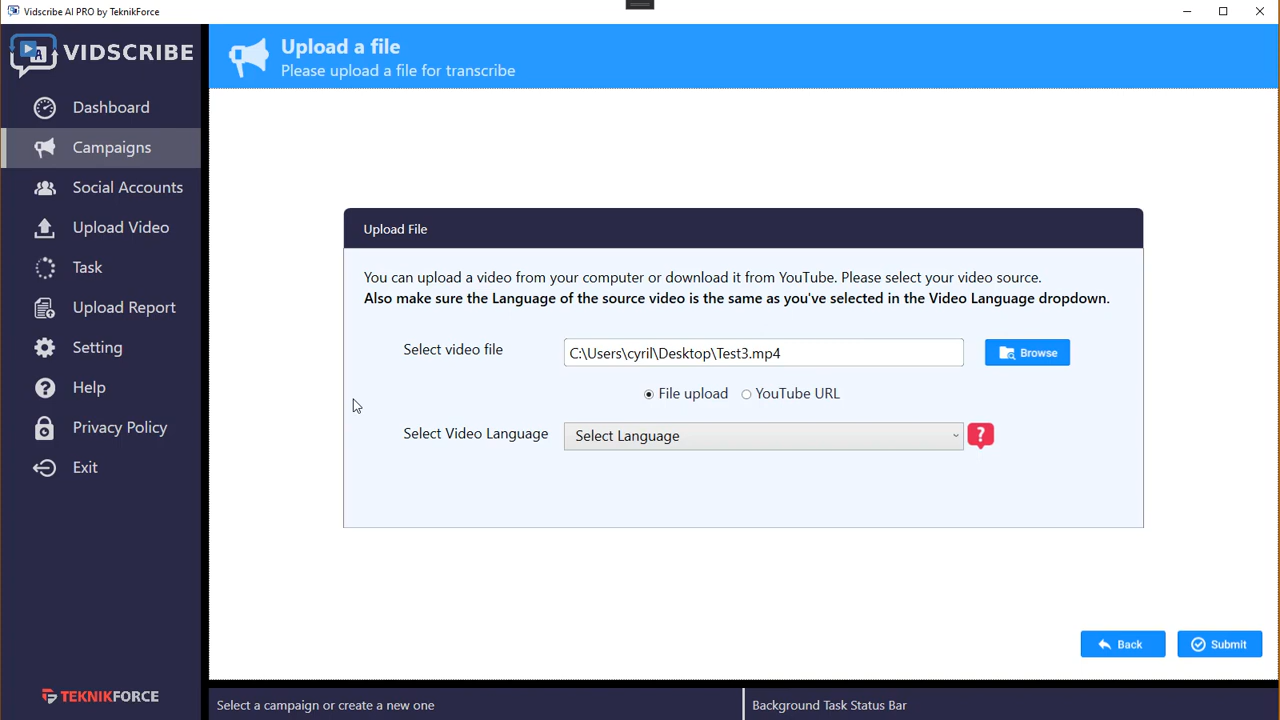 Vidscribe AI PRO by TeknikForce
A
VIDSCRIBE
Upload a file
Please upload a file for transcribe
Dashboard
Campaigns
Social Accounts
Upload Video
Task
Upload Report
Setting
Help
Privacy Policy
Exit
Upload File
You can upload a video from your computer or download it from YouTube. Please select your video source.
Also make sure the Language of the source video is the same as you've selected in the Video Language dropdown.
Select video file
C:\Users\cyril\Desktop\Test3.mp4
Browse
File upload
YouTube URL
Select Video Language
Select Language
?
Back
Submit
TEKNIKFORCE
Select a campaign or create a new one
Background Task Status Bar